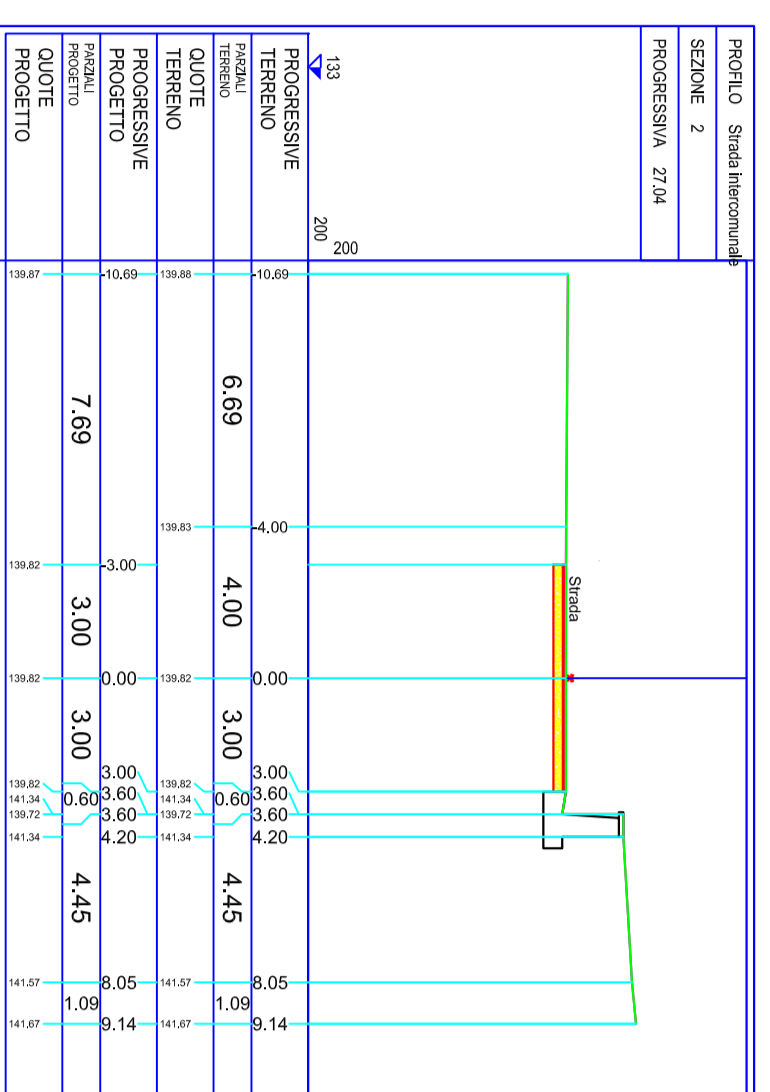 PROFILO Strada intercomunale
SEZIONE 2
PROGRESSIVA 27.04
Strada
200
200
133
PROGRESSIVE
TERRENO
-10.69 -4.00 0.00 3.00 3.60 3.60 4.20 8.05 9.14
PARZIALI
TERRENO
6.69 4.00 3.00 0.60 4.45 1.09
QUOTE
TERRENO
139.88 139.83 139.82 139.82 141.34 139.72 141.34 141.57 141.67
PROGRESSIVE
PROGETTO
-10.69 -3.00 0.00 3.00 3.60 3.60 4.20 8.05 9.14
PARZIALI
PROGETTO
7.69 3.00 3.00 0.60 4.45 1.09
QUOTE
PROGETTO
139.87 139.82 139.82 139.82 141.34 139.72 141.34 141.57 141.67